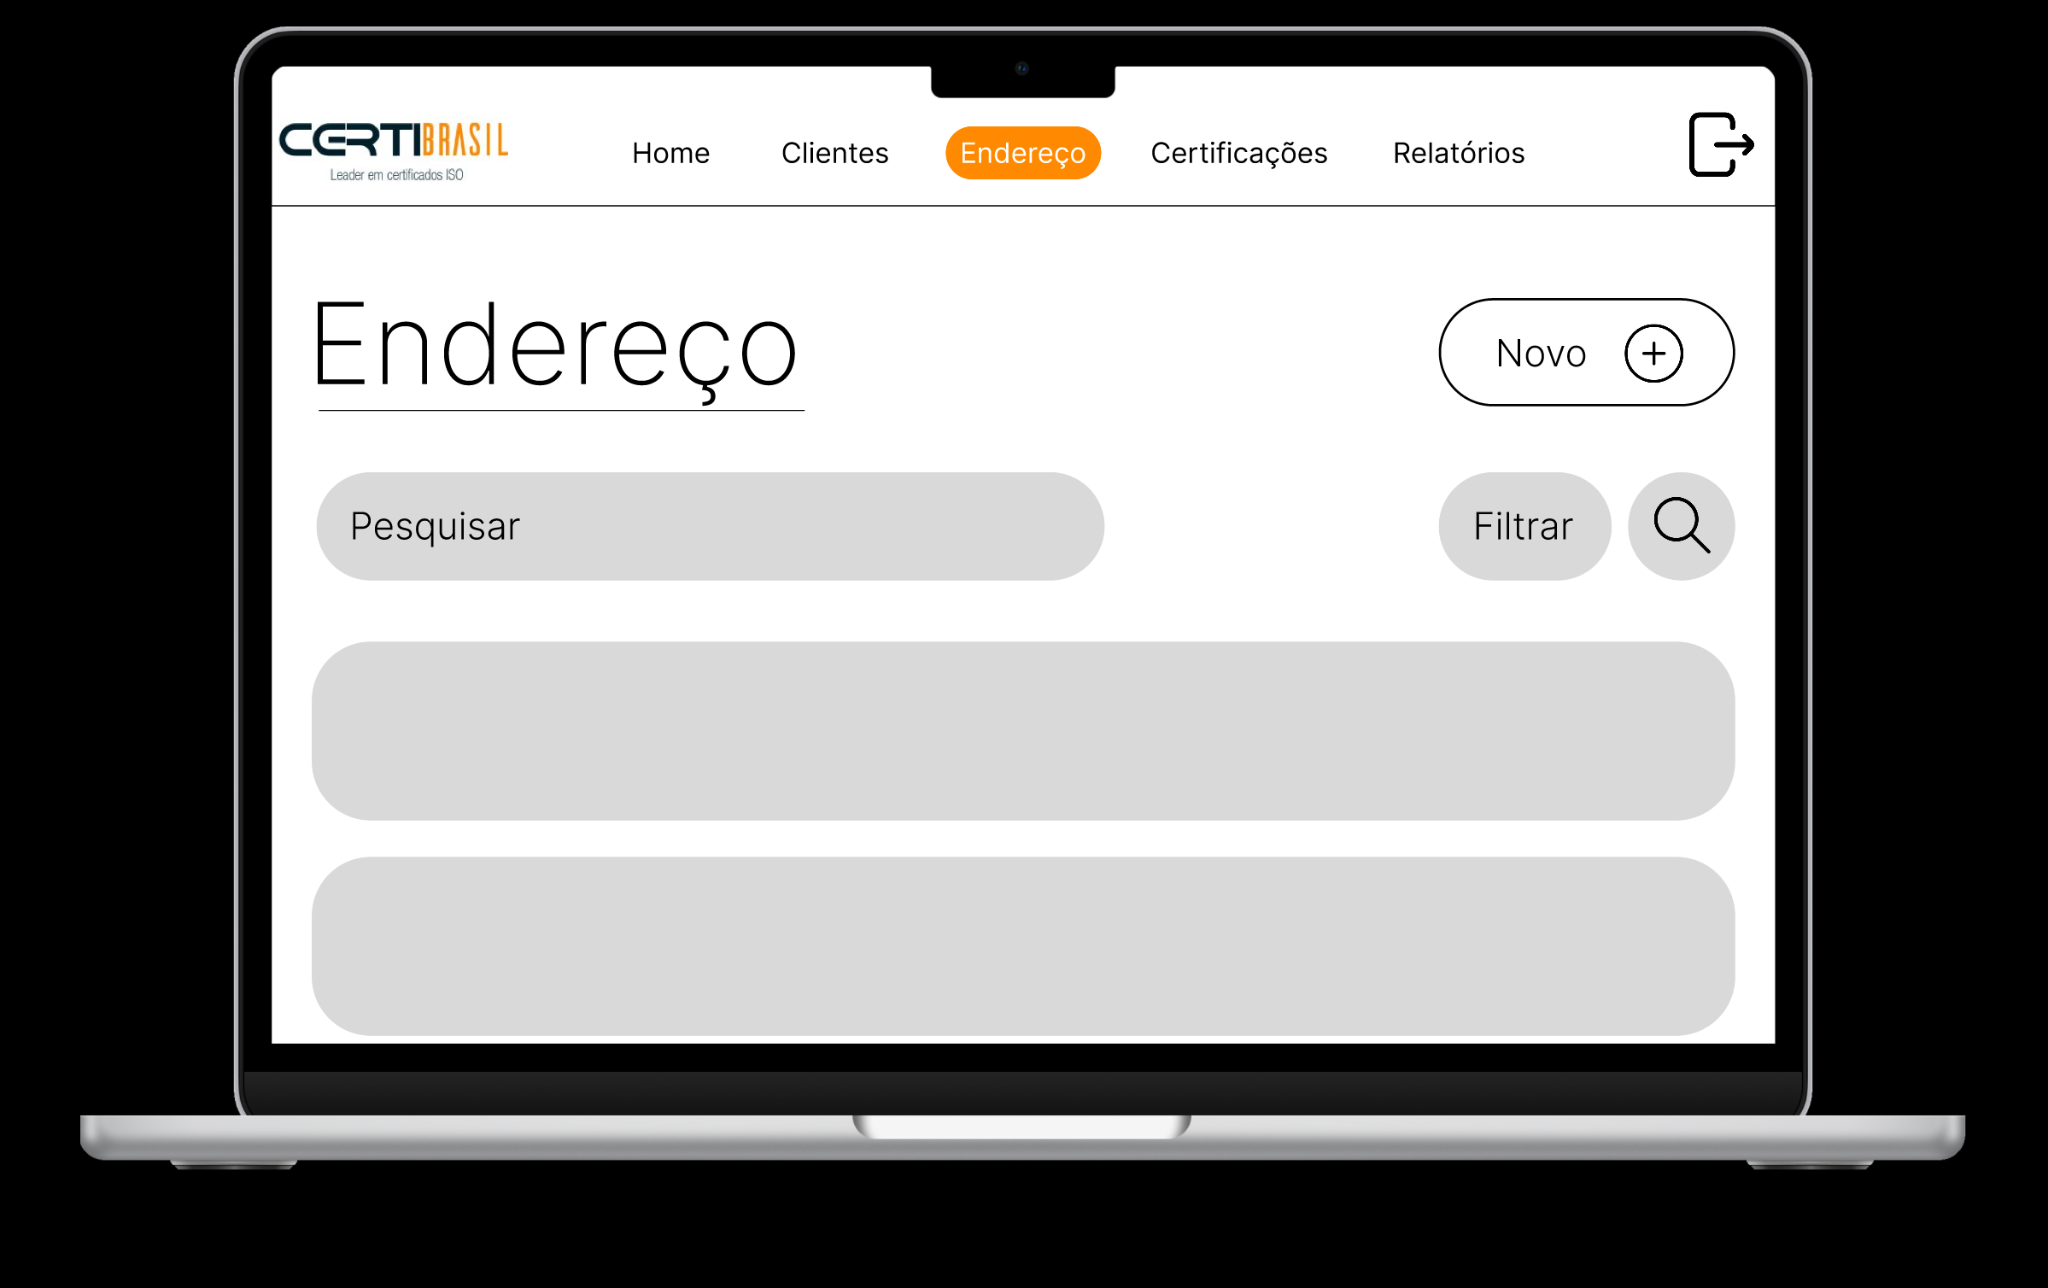 CERTIBRASIL
Leader em certificados ISO
Home Clientes Endereço Certificações Relatórios
Endereço
Novo
Pesquisar
Filtrar